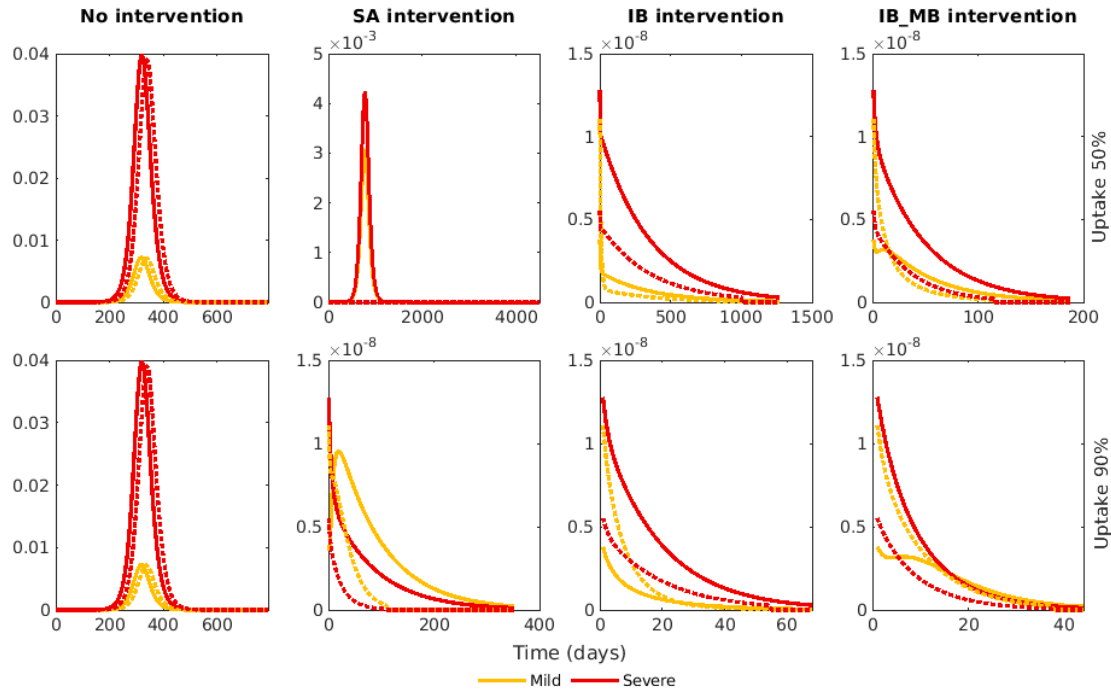 No intervention SA intervention IB intervention IB_MB intervention
0.04 5 ×10⁻³ 1.5 ×10⁻⁸ 1.5 ×10⁻⁸
0.03 4 1 1
0.02 3 0.5 0.5
0.01 2 0 0
0 1
0
0 200 400 600 0 2000 4000 0 500 1000 1500 0 100 200
Uptake 50%
0.04 1.5 ×10⁻⁸ 1.5 ×10⁻⁸ 1.5 ×10⁻⁸
0.03 1 1 1
0.02 0.5 0.5 0.5
0.01 0 0 0
0
0 200 400 600 0 200 400 0 20 40 60 0 20 40
Uptake 90%
Time (days)
Mild Severe